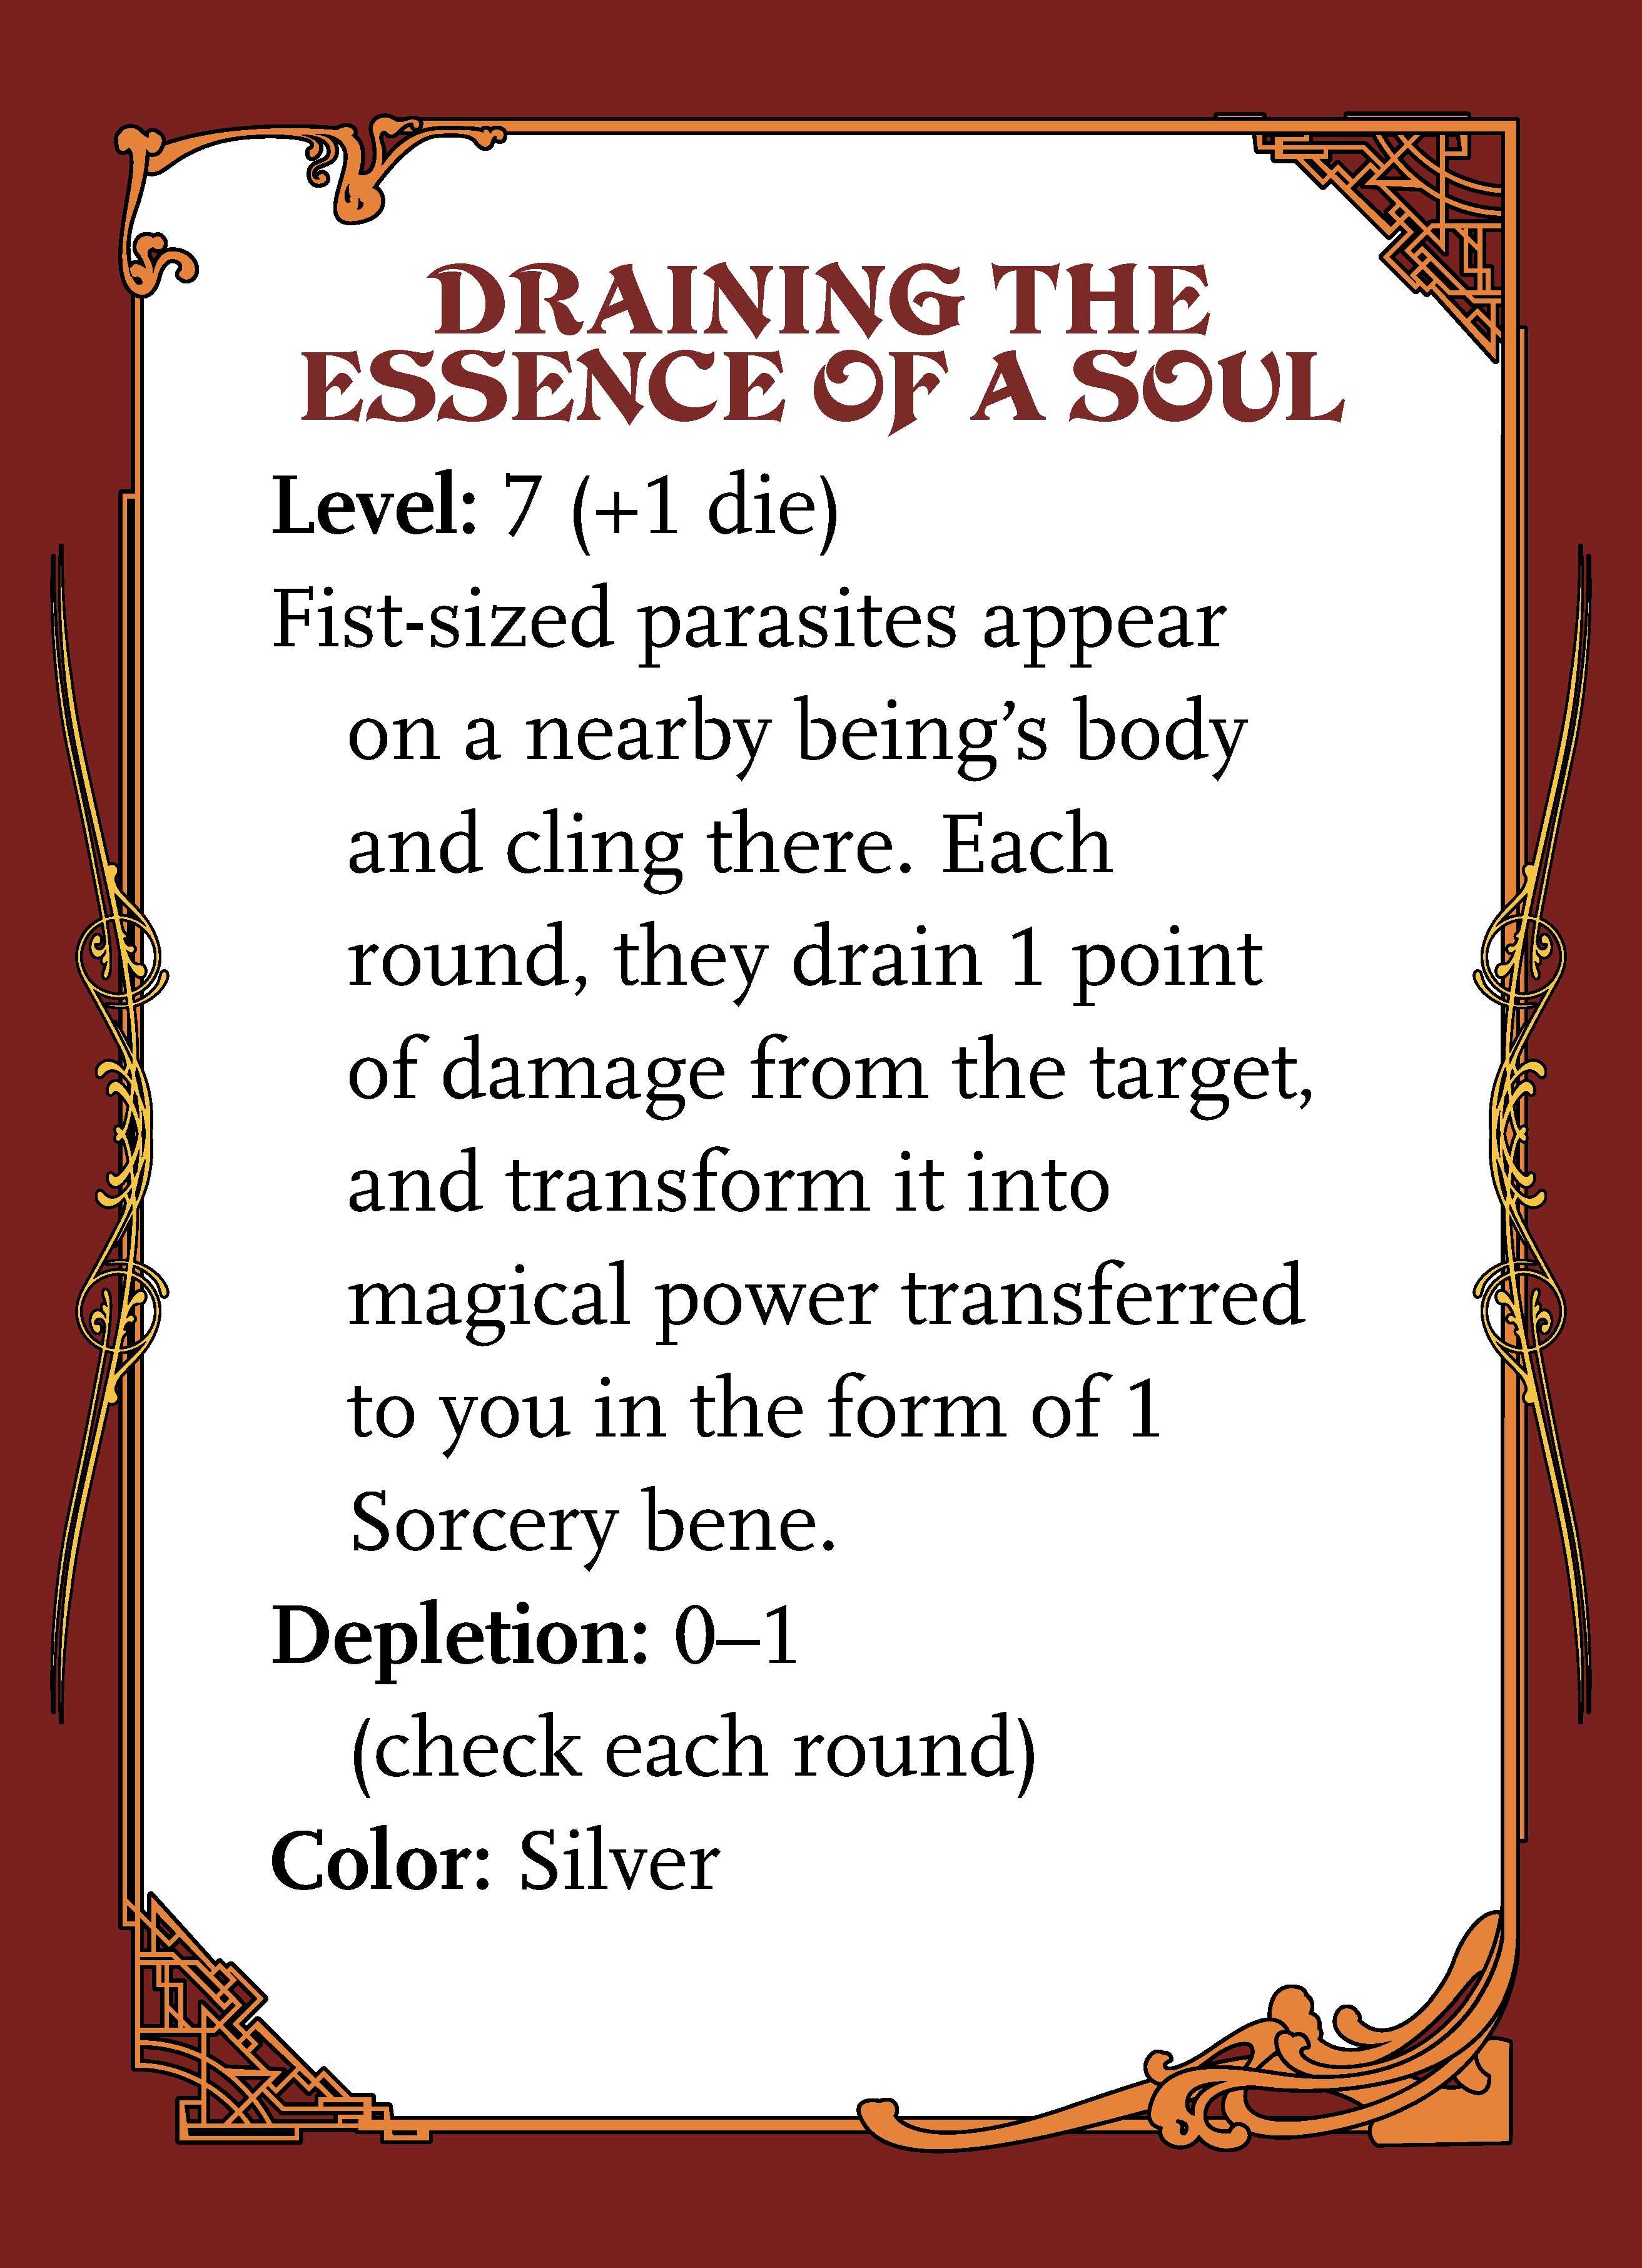 DRAINING THE
ESSENCE OF A SOUL
Level: 7 (+1 die)
Fist-sized parasites appear
on a nearby being’s body
and cling there. Each
round, they drain 1 point
of damage from the target,
and transform it into
magical power transferred
to you in the form of 1
Sorcery bene.
Depletion: 0–1
(check each round)
Color: Silver